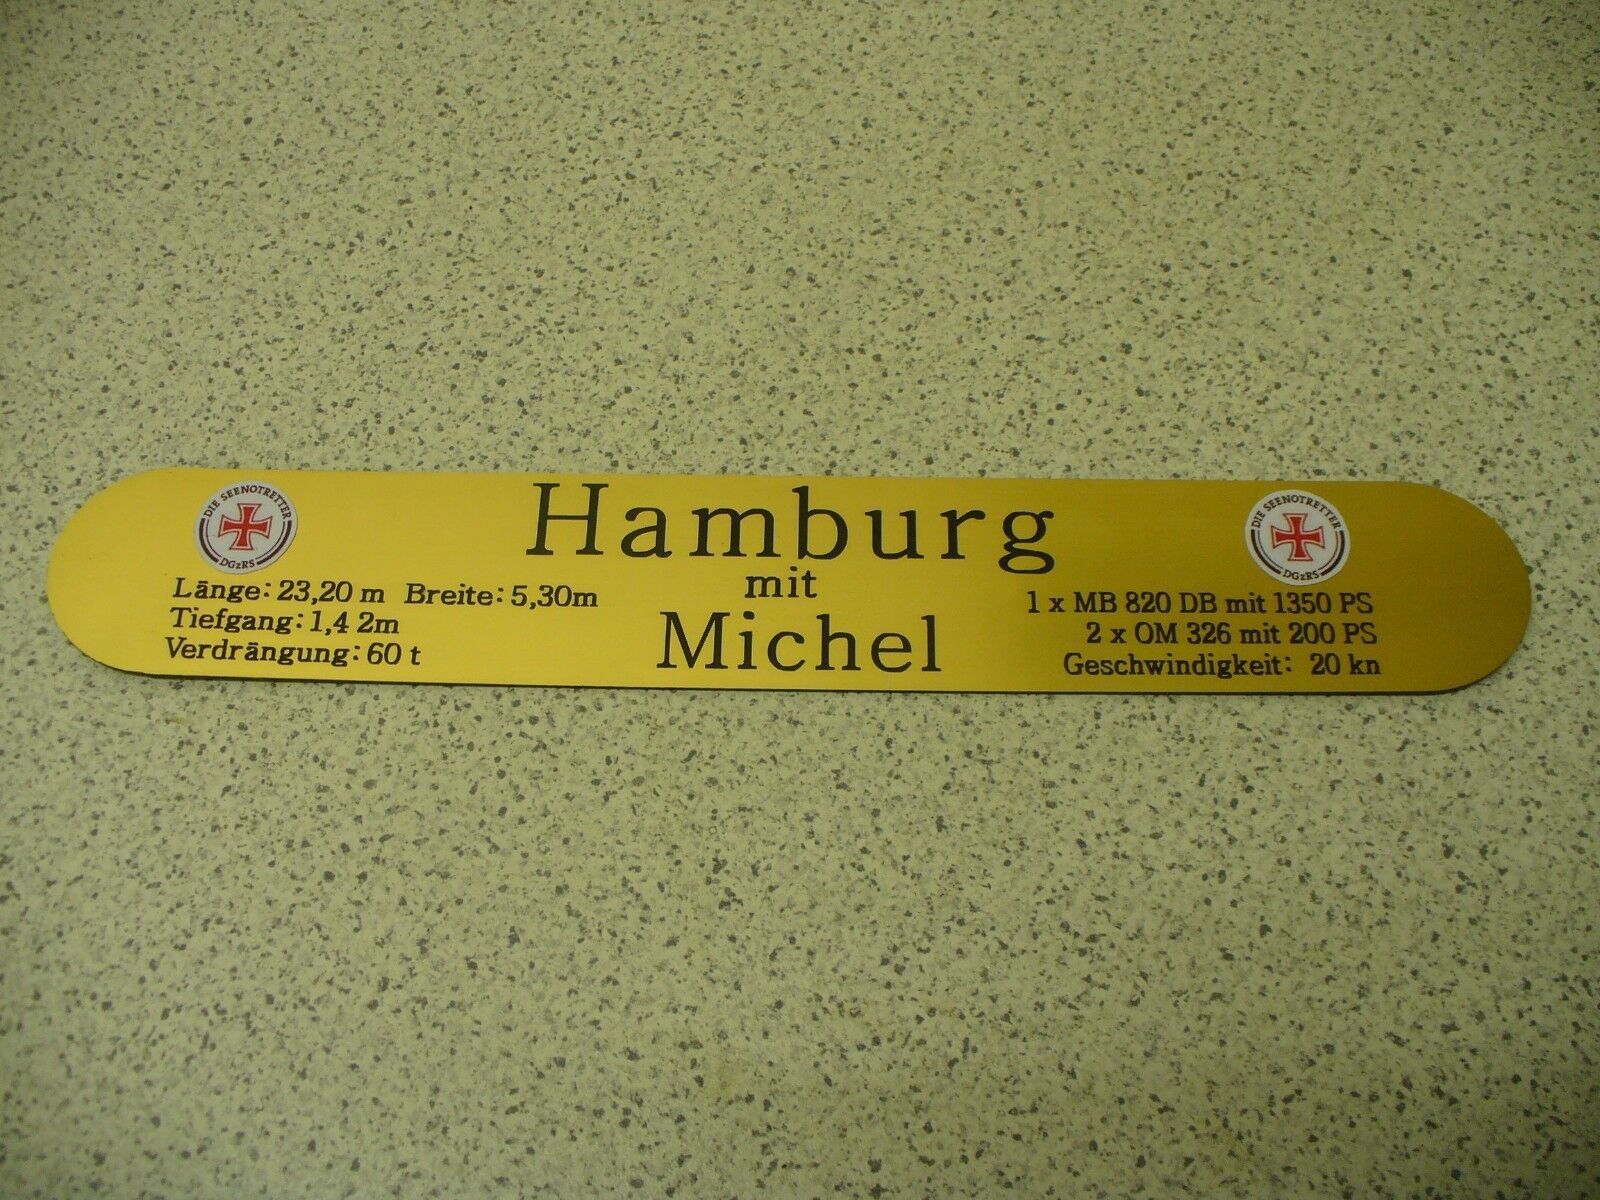 DIE SEENOTRETTER
DGzRS
Hamburg
mit
Michel
Länge: 23,20 m Breite: 5,30m
Tiefgang: 1,4 2m
Verdrängung: 60 t
DIE SEENOTRETTER
DGzRS
1 x MB 820 DB mit 1350 PS
2 x OM 326 mit 200 PS
Geschwindigkeit: 20 kn